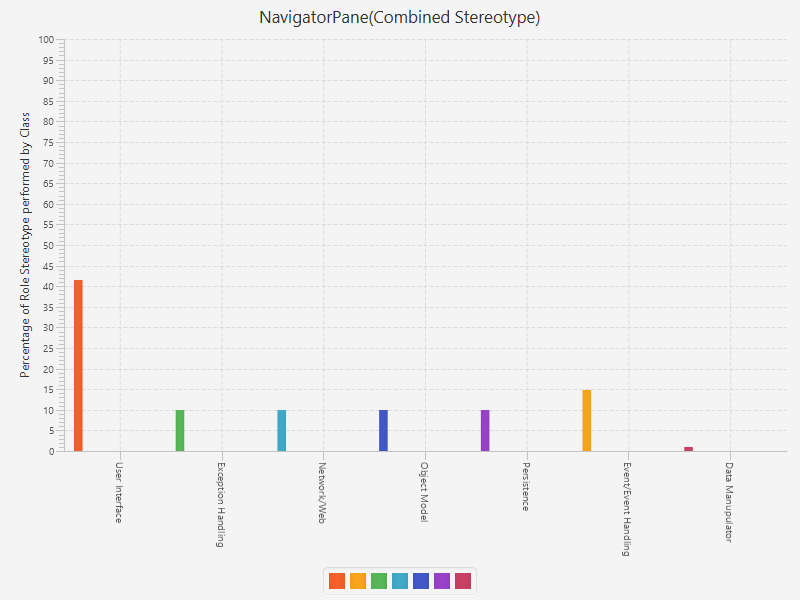 NavigatorPane(Combined Stereotype)
Percentage of Role Stereotype performed by Class
100
95
90
85
80
75
70
65
60
55
50
45
40
35
30
25
20
15
10
5
0
User Interface
Exception Handling
Network/Web
Object Model
Persistence
Event/Event Handling
Data Manupulator